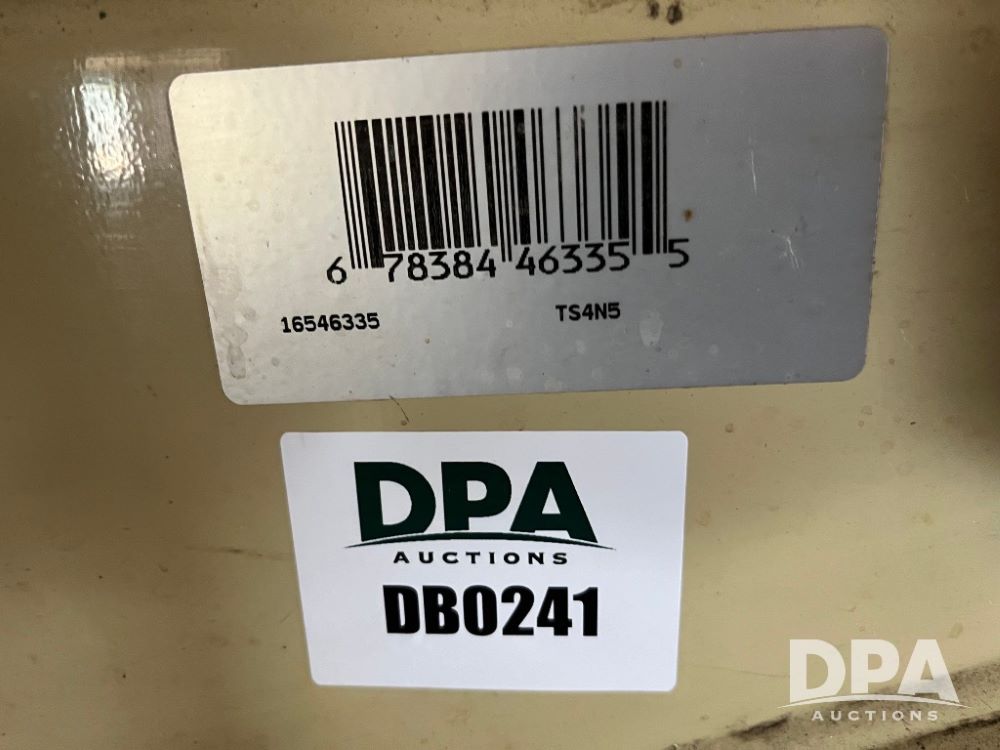 6 78384 46335 5
16546335 TS4N5
DPA
AUCTIONS
DB0241
DPA
AUCTIONS